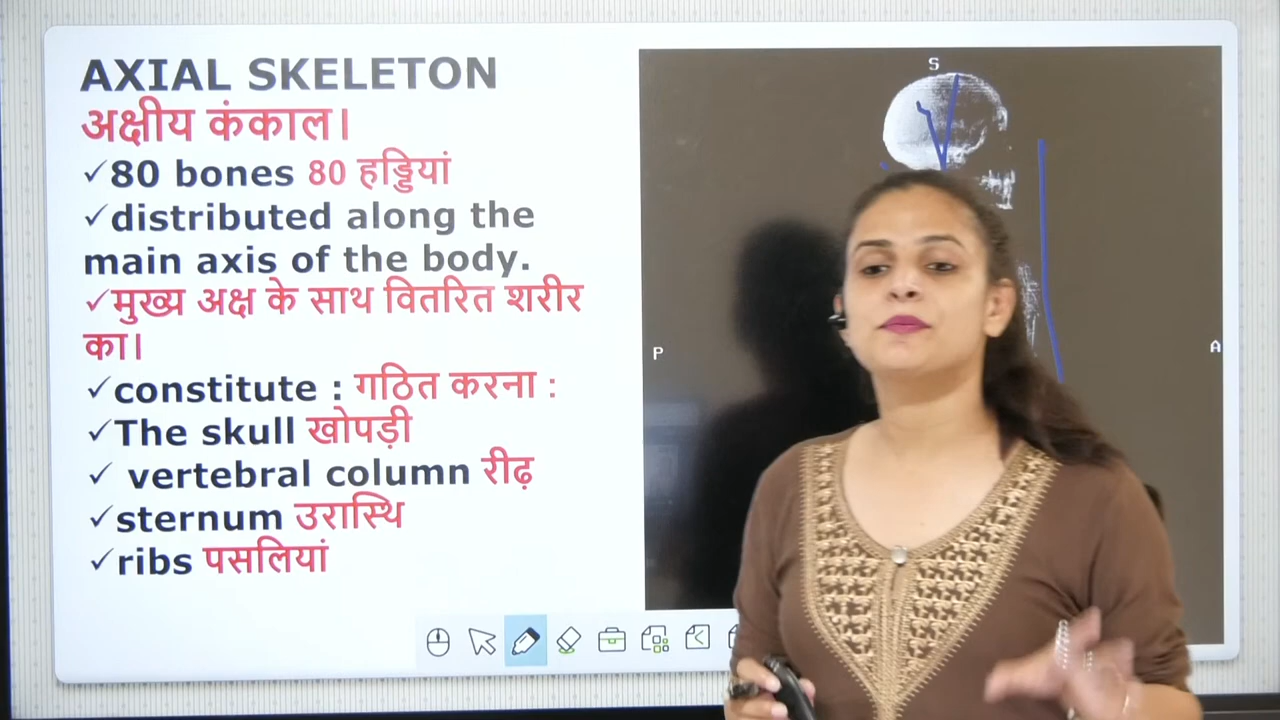 AXIAL SKELETON
अक्षीय कंकाल।
✓80 bones 80 हड्डियां
✓distributed along the
main axis of the body.
✓मुख्य अक्ष के साथ वितरित शरीर
का।
✓constitute : गठित करना :
✓The skull खोपड़ी
✓ vertebral column रीढ़
✓sternum उरास्थि
✓ribs पसलियां
S
P
A